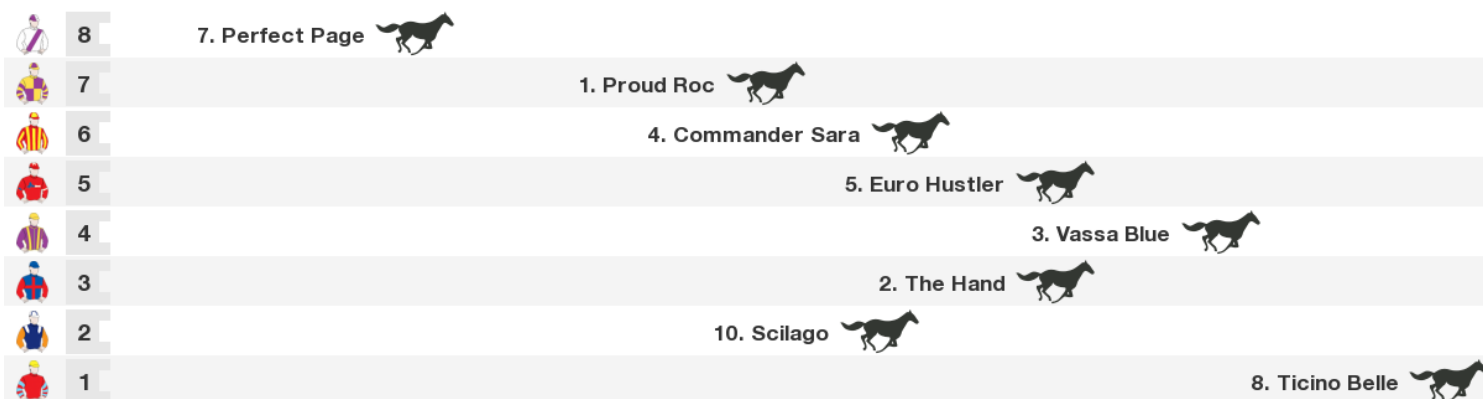 8 7. Perfect Page
7 1. Proud Roc
6 4. Commander Sara
5 5. Euro Hustler
4 3. Vassa Blue
3 2. The Hand
2 10. Scilago
1 8. Ticino Belle